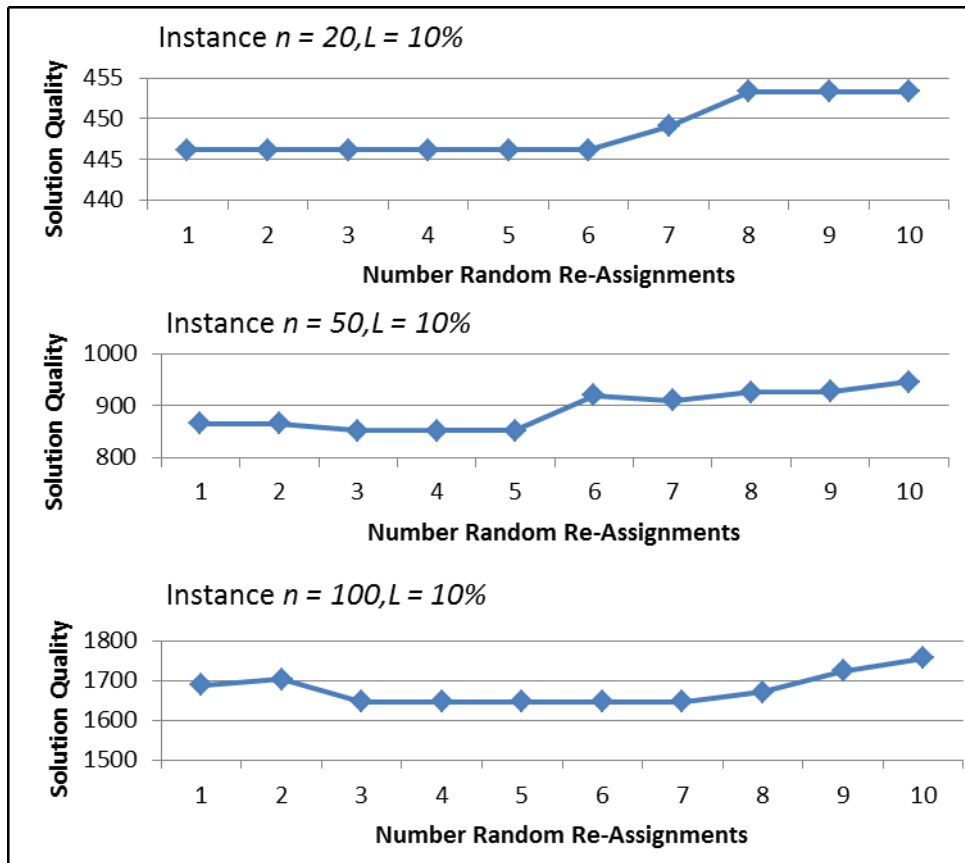 Instance n = 20,L = 10%
Solution Quality
455
450
445
440
1 2 3 4 5 6 7 8 9 10
Number Random Re-Assignments
Instance n = 50,L = 10%
Solution Quality
1000
900
800
1 2 3 4 5 6 7 8 9 10
Number Random Re-Assignments
Instance n = 100,L = 10%
Solution Quality
1800
1700
1600
1500
1 2 3 4 5 6 7 8 9 10
Number Random Re-Assignments